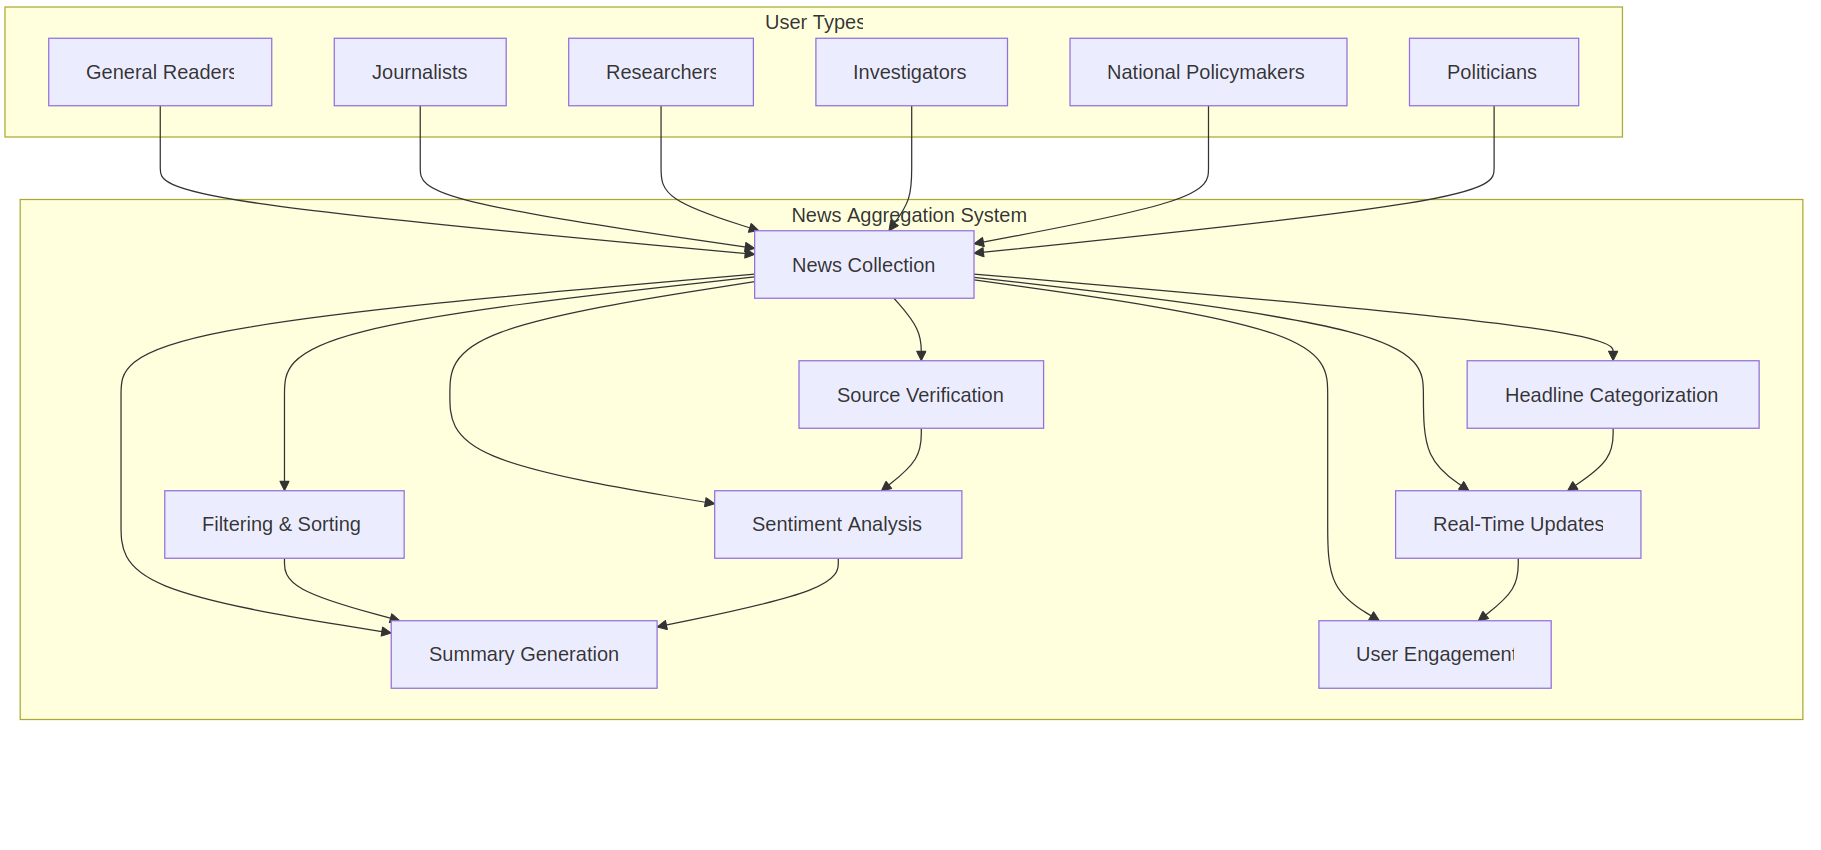 User Types
General Readers
Journalists
Researchers
Investigators
National Policymakers
Politicians
News Aggregation System
News Collection
Source Verification
Headline Categorization
Filtering & Sorting
Sentiment Analysis
Real-Time Updates
Summary Generation
User Engagement